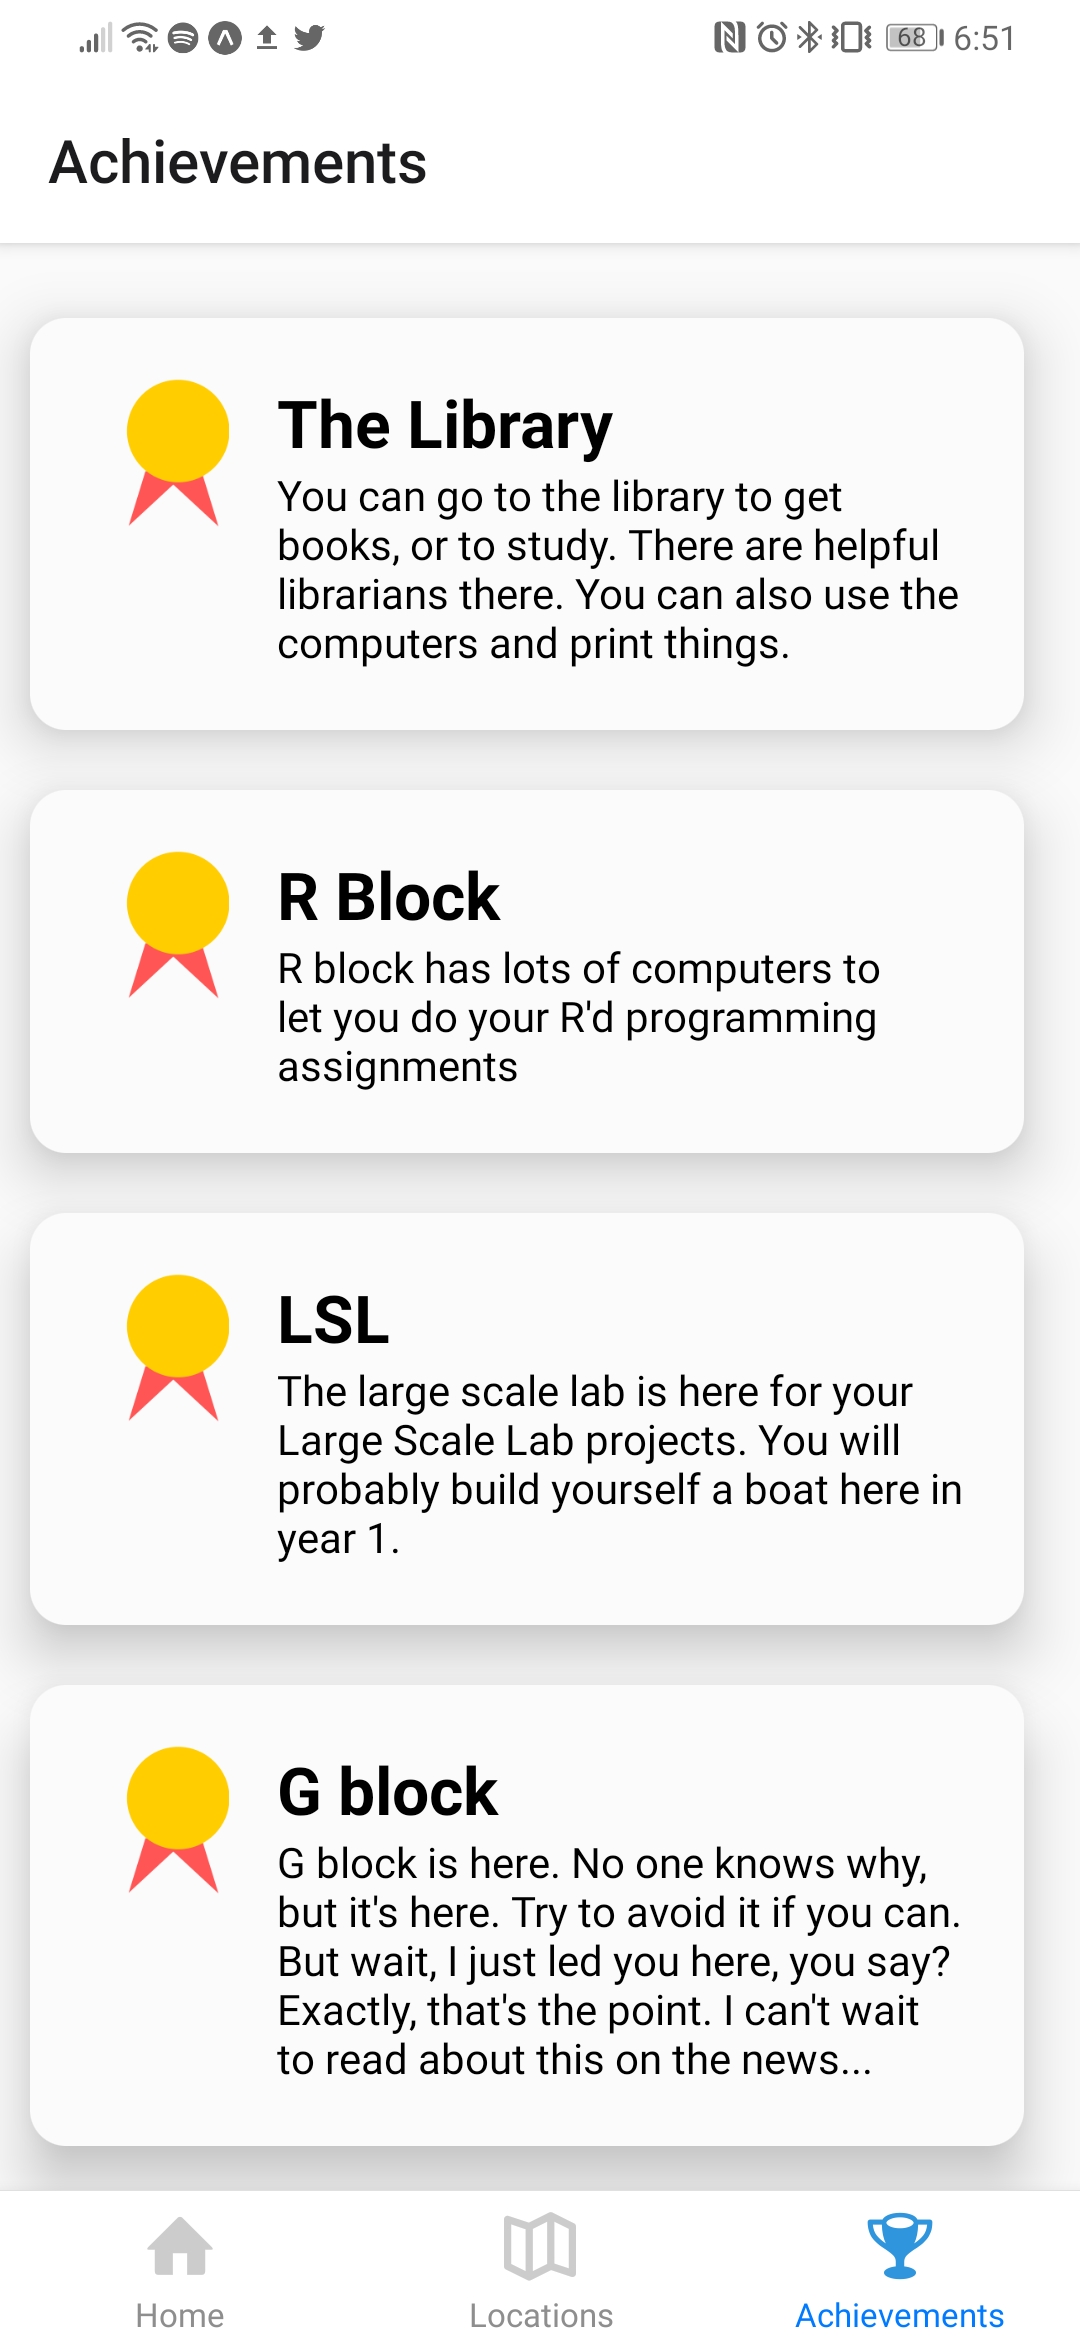 68 6:51
Achievements
The Library
You can go to the library to get
books, or to study. There are helpful
librarians there. You can also use the
computers and print things.
R Block
R block has lots of computers to
let you do your R'd programming
assignments
LSL
The large scale lab is here for your
Large Scale Lab projects. You will
probably build yourself a boat here in
year 1.
G block
G block is here. No one knows why,
but it's here. Try to avoid it if you can.
But wait, I just led you here, you say?
Exactly, that's the point. I can't wait
to read about this on the news...
Home Locations Achievements